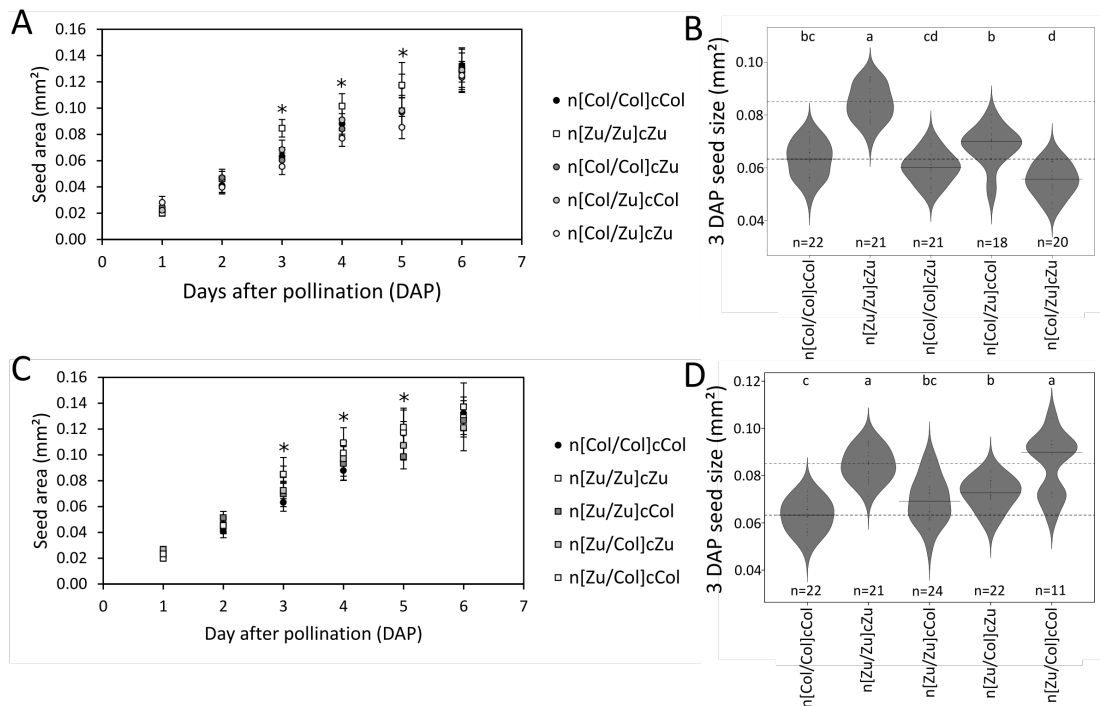 A
0.16
0.14
0.12
0.10
0.08
0.06
0.04
0.02
0.00
Seed area (mm²)
* * *
0 1 2 3 4 5 6 7
Days after pollination (DAP)
n[Col/Col]cCol
n[Zu/Zu]cZu
n[Col/Col]cZu
n[Col/Zu]cCol
n[Col/Zu]cZu
B
bc a cd b d
0.10
0.08
0.06
0.04
3 DAP seed size (mm²)
n=22 n=21 n=21 n=18 n=20
n[Col/Col]cCol
n[Zu/Zu]cZu
n[Col/Col]cZu
n[Col/Zu]cCol
n[Col/Zu]cZu
C
0.16
0.14
0.12
0.10
0.08
0.06
0.04
0.02
0.00
Seed area (mm²)
* * *
0 1 2 3 4 5 6 7
Day after pollination (DAP)
n[Col/Col]cCol
n[Zu/Zu]cZu
n[Zu/Zu]cCol
n[Zu/Col]cZu
n[Zu/Col]cCol
D
c a bc b a
0.12
0.10
0.08
0.06
0.04
3 DAP seed size (mm²)
n=22 n=21 n=24 n=22 n=11
n[Col/Col]cCol
n[Zu/Zu]cZu
n[Zu/Zu]cCol
n[Zu/Col]cZu
n[Zu/Col]cCol